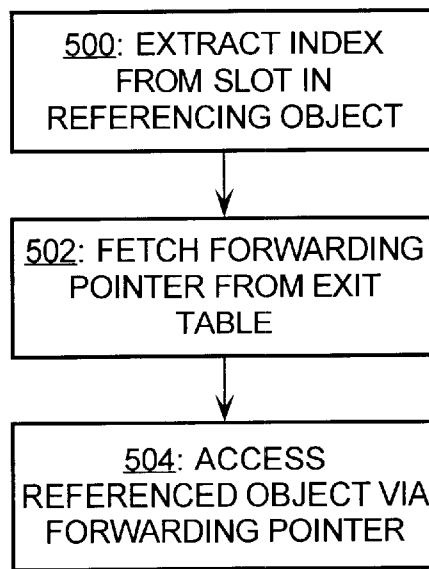 500: EXTRACT INDEX
FROM SLOT IN
REFERENCING OBJECT
502: FETCH FORWARDING
POINTER FROM EXIT
TABLE
504: ACCESS
REFERENCED OBJECT VIA
FORWARDING POINTER